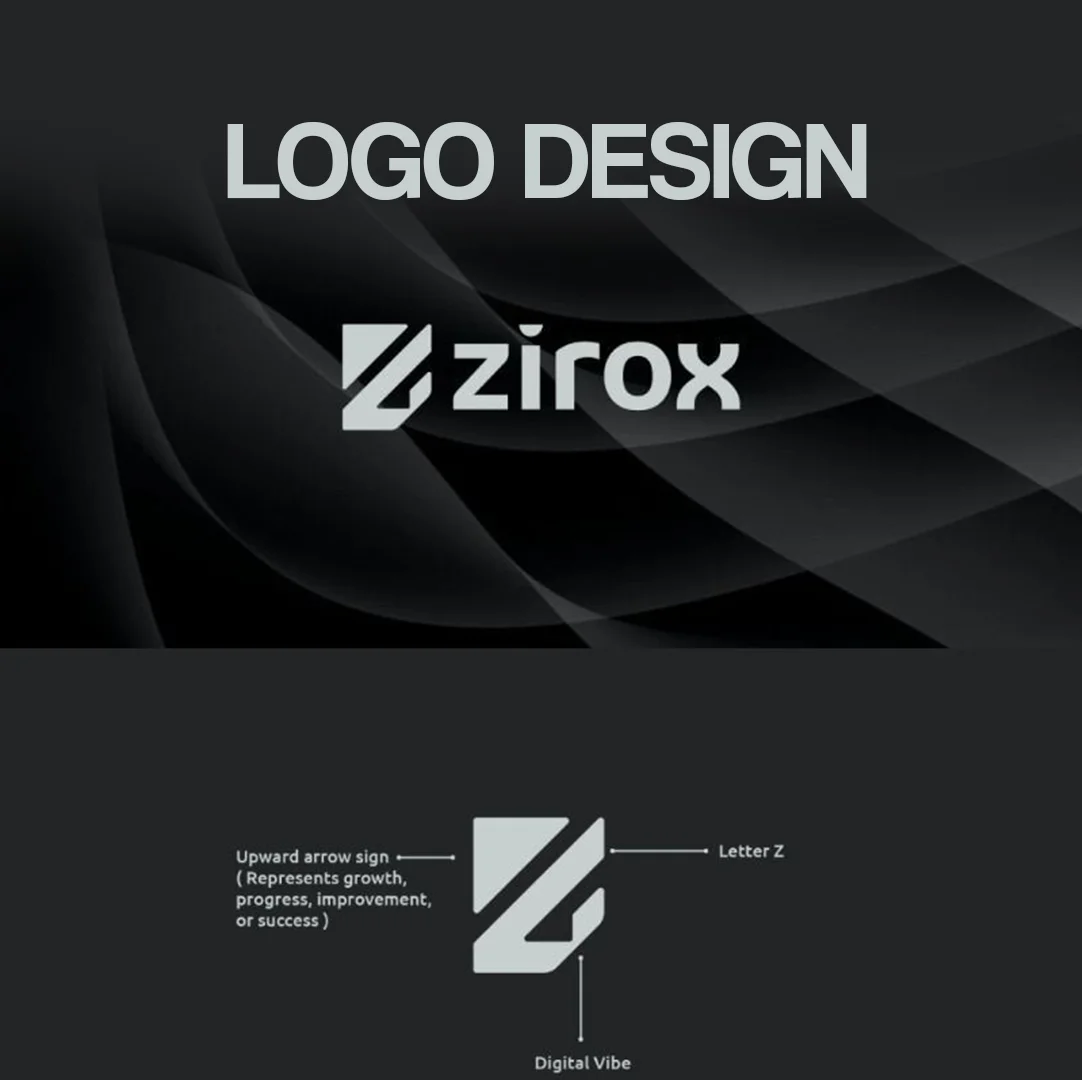 LOGO DESIGN
zirox
Upward arrow sign
( Represents growth,
progress, improvement,
or success )
Letter Z
Digital Vibe